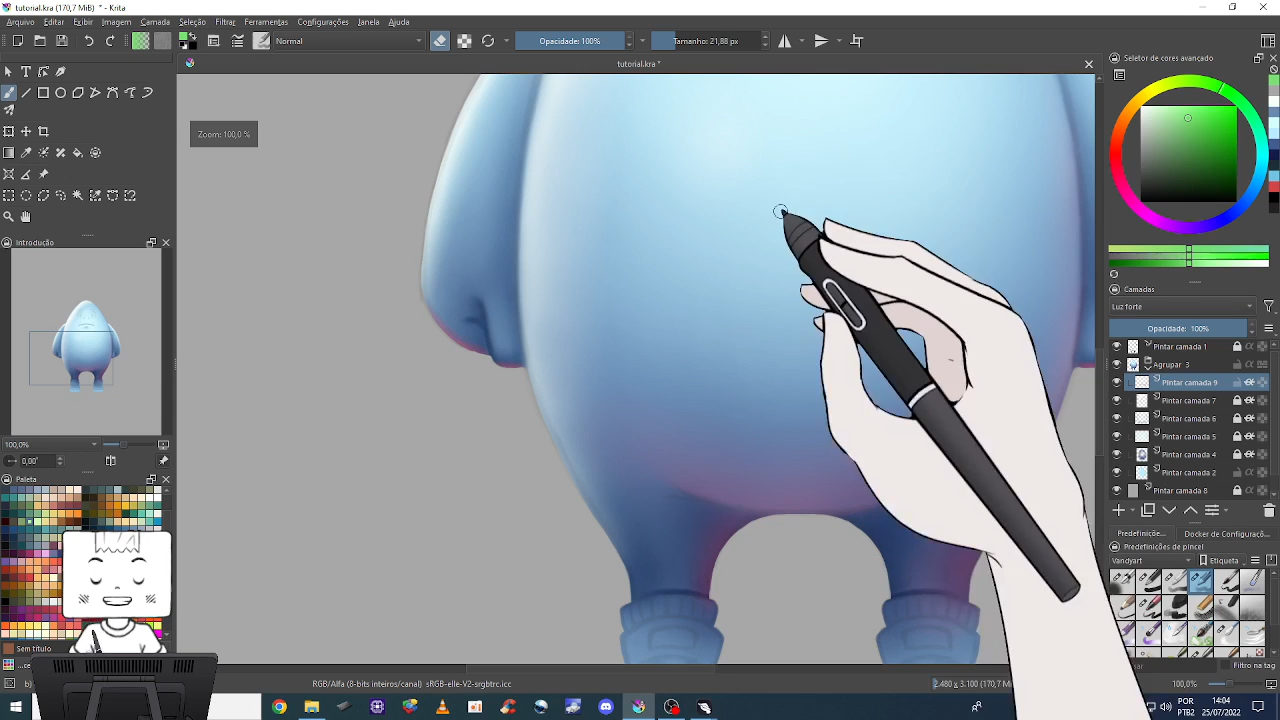 tutorial.kra (170,7 MiB) * - Krita
Arquivo Editar Exibir Imagem Camada Seleção Filtrar Ferramentas Configurações Janela Ajuda
Normal Opacidade: 100% Tamanho: 21,88 px
tutorial.kra *
Seletor de cores avançado
Zoom: 100,0 %
Introdução
100,0%
0,00°
Paleta
Sem título
Camadas
Luz forte
Opacidade: 100%
Pintar camada 1
Agrupar 3
Pintar camada 9
Pintar camada 7
Pintar camada 6
Pintar camada 5
Pintar camada 4
Pintar camada 2
Pintar camada 8
Predefinição... Docker de Configuraç...
Predefinições de pincel
Vandyart Etiqueta
Filtro na tag
RGB/Alfa (8-bits inteiros/canal) sRGB-elle-V2-srgbtrc.icc
2.480 x 3.100 (170,7 Mi
100,0%
POR
PTB2
14:04
25/07/2022